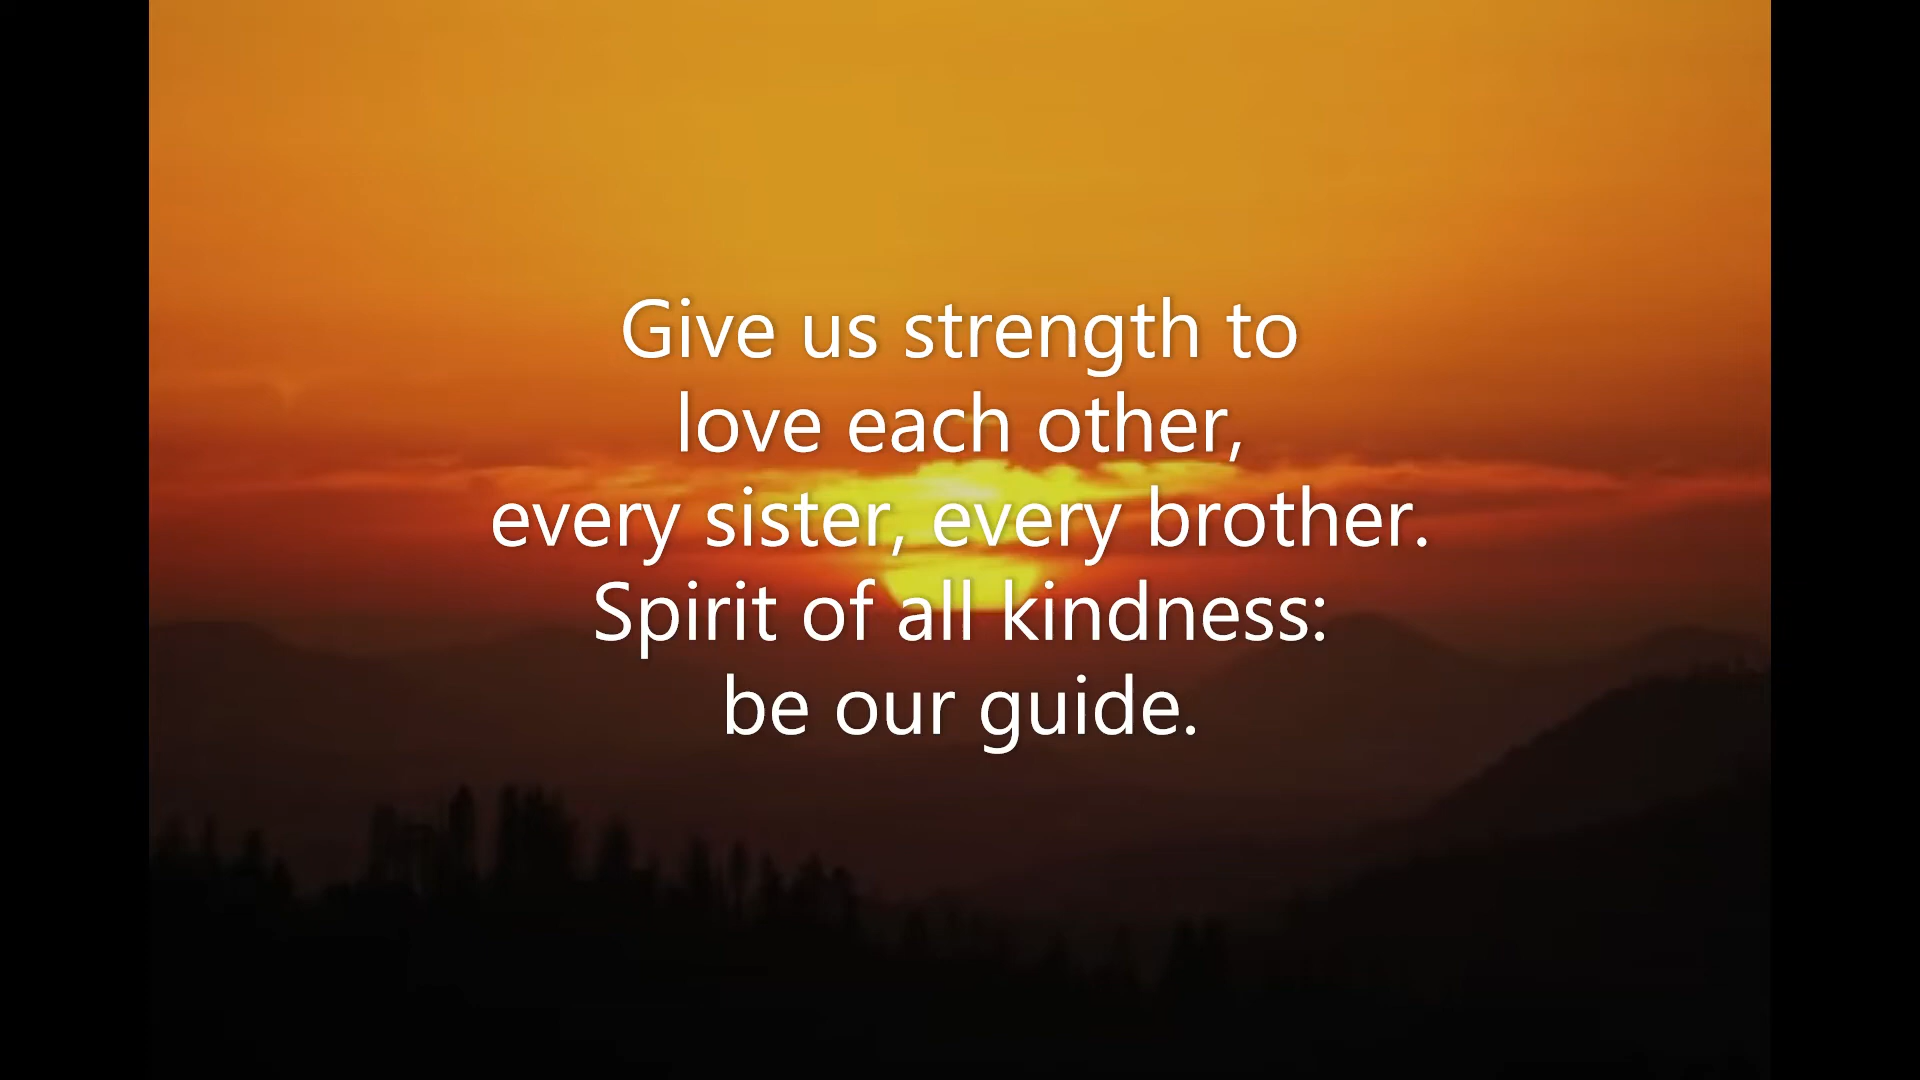 Give us strength to
love each other,
every sister, every brother.
Spirit of all kindness:
be our guide.